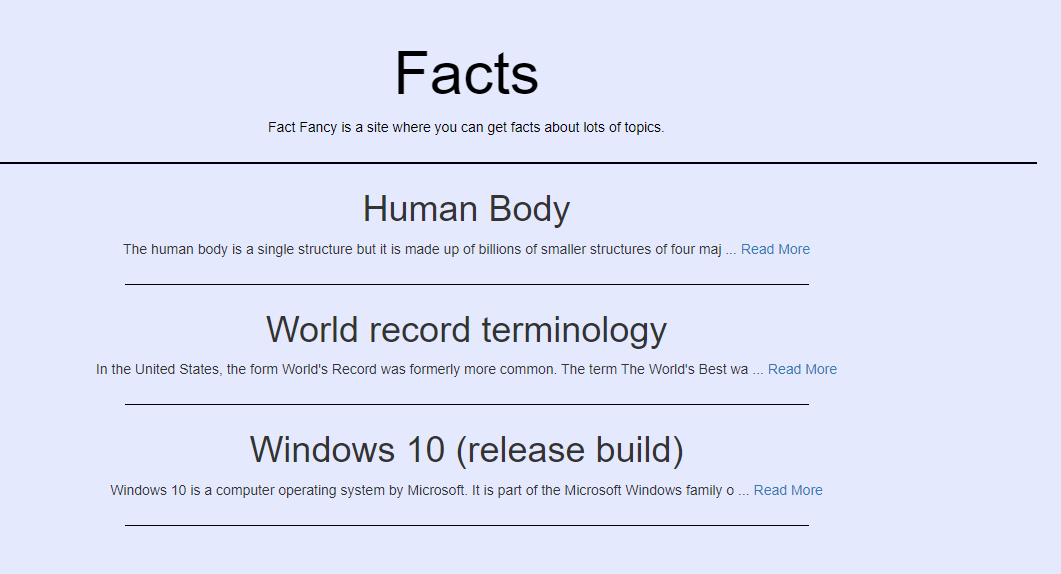 Facts
Fact Fancy is a site where you can get facts about lots of topics.
Human Body
The human body is a single structure but it is made up of billions of smaller structures of four maj ... Read More
World record terminology
In the United States, the form World's Record was formerly more common. The term The World's Best wa ... Read More
Windows 10 (release build)
Windows 10 is a computer operating system by Microsoft. It is part of the Microsoft Windows family o ... Read More